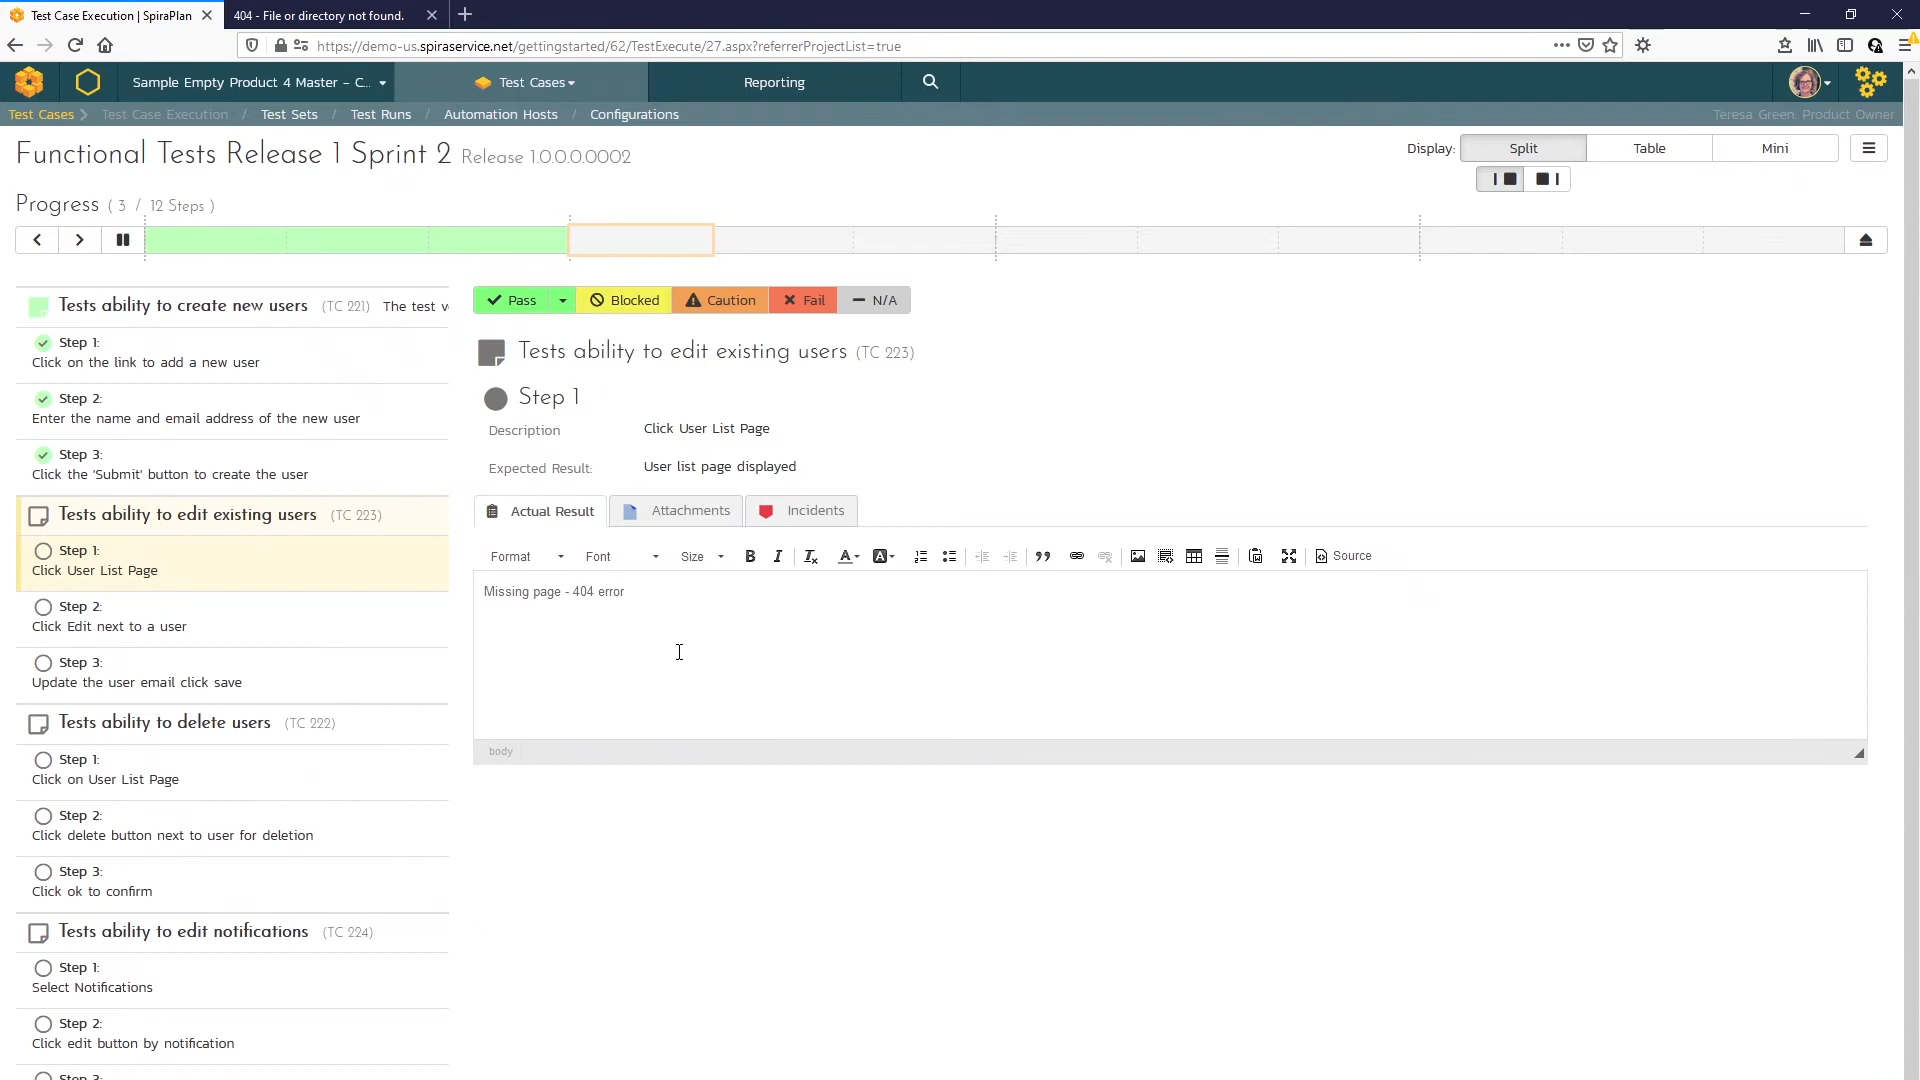 Test Case Execution | SpiraPlan
404 - File or directory not found.
https://demo-us.spiraservice.net/gettingstarted/62/TestExecute/27.aspx?referrerProjectList=true
Sample Empty Product 4 Master - C...
Test Cases
Reporting
Test Cases
Test Case Execution / Test Sets / Test Runs / Automation Hosts / Configurations
Teresa Green: Product Owner
Functional Tests Release 1 Sprint 2 Release 1.0.0.0.0002
Display: Split Table Mini
Progress ( 3 / 12 Steps )
Tests ability to create new users (TC 221) The test
Step 1:
Click on the link to add a new user
Step 2:
Enter the name and email address of the new user
Step 3:
Click the 'Submit' button to create the user
Tests ability to edit existing users (TC 223)
Step 1:
Click User List Page
Step 2:
Click Edit next to a user
Step 3:
Update the user email click save
Tests ability to delete users (TC 222)
Step 1:
Click on User List Page
Step 2:
Click delete button next to user for deletion
Step 3:
Click ok to confirm
Tests ability to edit notifications (TC 224)
Step 1:
Select Notifications
Step 2:
Click edit button by notification
Pass Blocked Caution Fail N/A
Tests ability to edit existing users (TC 223)
Step 1
Description Click User List Page
Expected Result: User list page displayed
Actual Result Attachments Incidents
Format Font Size B I Source
Missing page - 404 error
body